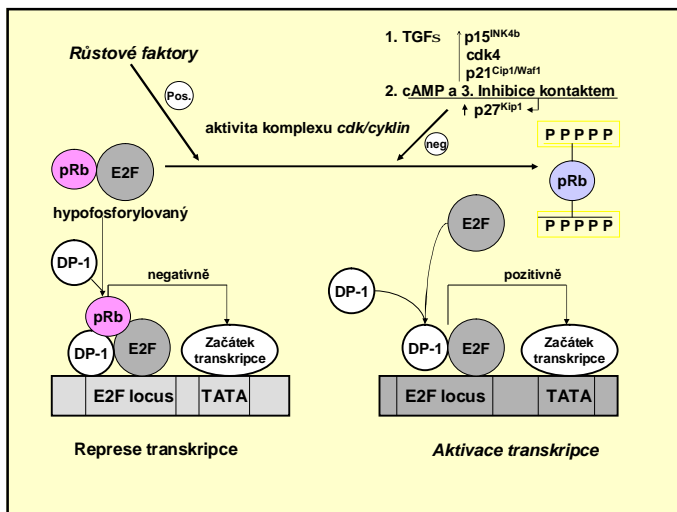 Růstové faktory
1. TGFs
p15INK4b
cdk4
p21Cip1/Waf1
2. cAMP a 3. Inhibice kontaktem
p27Kip1
Pos.
aktivita komplexu cdk/cyklin
neg
P P P P P
pRb
E2F
pRb
P P P P P
hypofosforylovaný
E2F
DP-1
negativně
pRb
DP-1
E2F
Začátek
transkripce
DP-1
pozitivně
DP-1
E2F
Začátek
transkripce
E2F locus
TATA
E2F locus
TATA
Represe transkripce
Aktivace transkripce